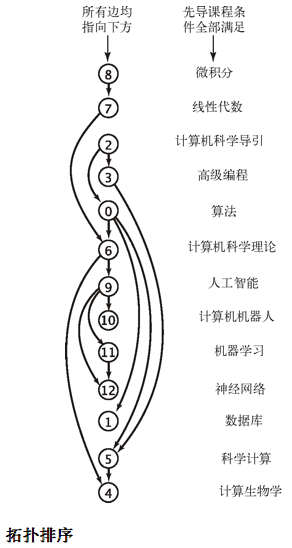 所有边均
指向下方
先导课程条
件全部满足
8 微积分
7 线性代数
2 计算机科学导引
3 高级编程
0 算法
6 计算机科学理论
9 人工智能
10 计算机机器人
11 机器学习
12 神经网络
1 数据库
5 科学计算
4 计算生物学
拓扑排序